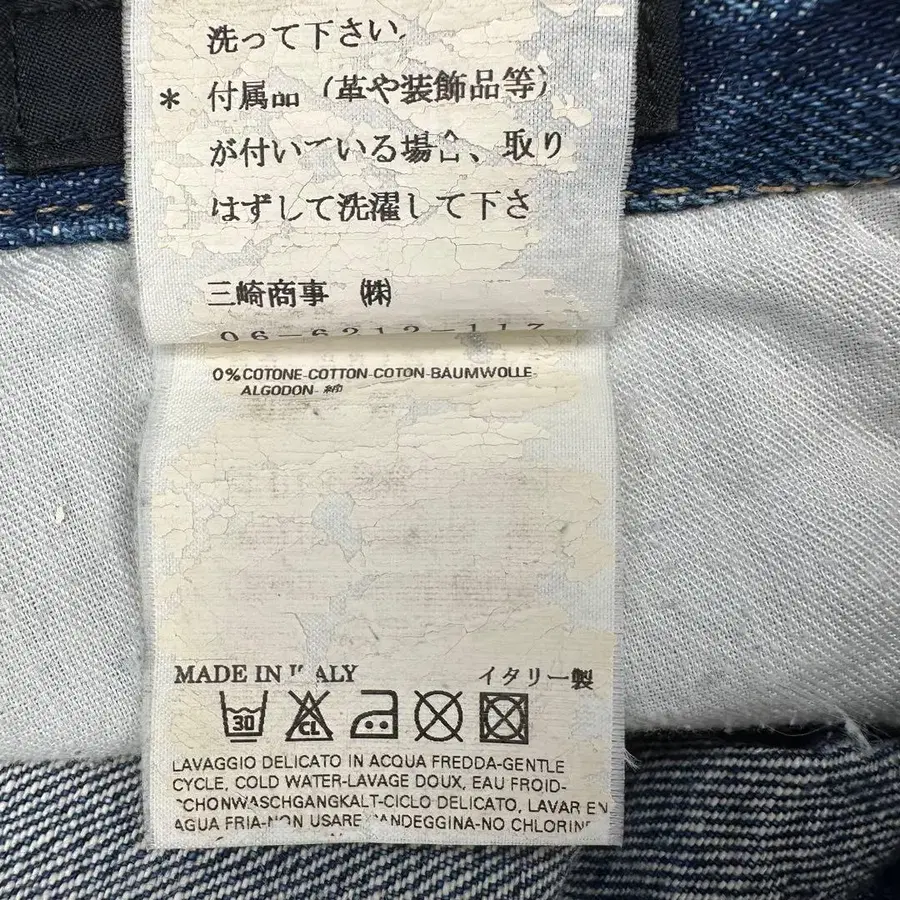 洗って下さい.
* 付属品（革や装飾品等）
が付いている場合、取り
はずして洗濯して下さ
三崎商事 ㈱
06-6212-117
0% COTONE-COTTON-COTON-BAUMWOLLE-
ALGODON- 綿
MADE IN ITALY イタリー製
30 CL
LAVAGGIO DELICATO IN ACQUA FREDDA-GENTLE
CYCLE, COLD WATER-LAVAGE DOUX, EAU FROID-
CHONWASCHGANGKALT-CICLO DELICATO, LAVAR EN
AGUA FRIA-NON USARE CANDEGGINA-NO CHLORINE